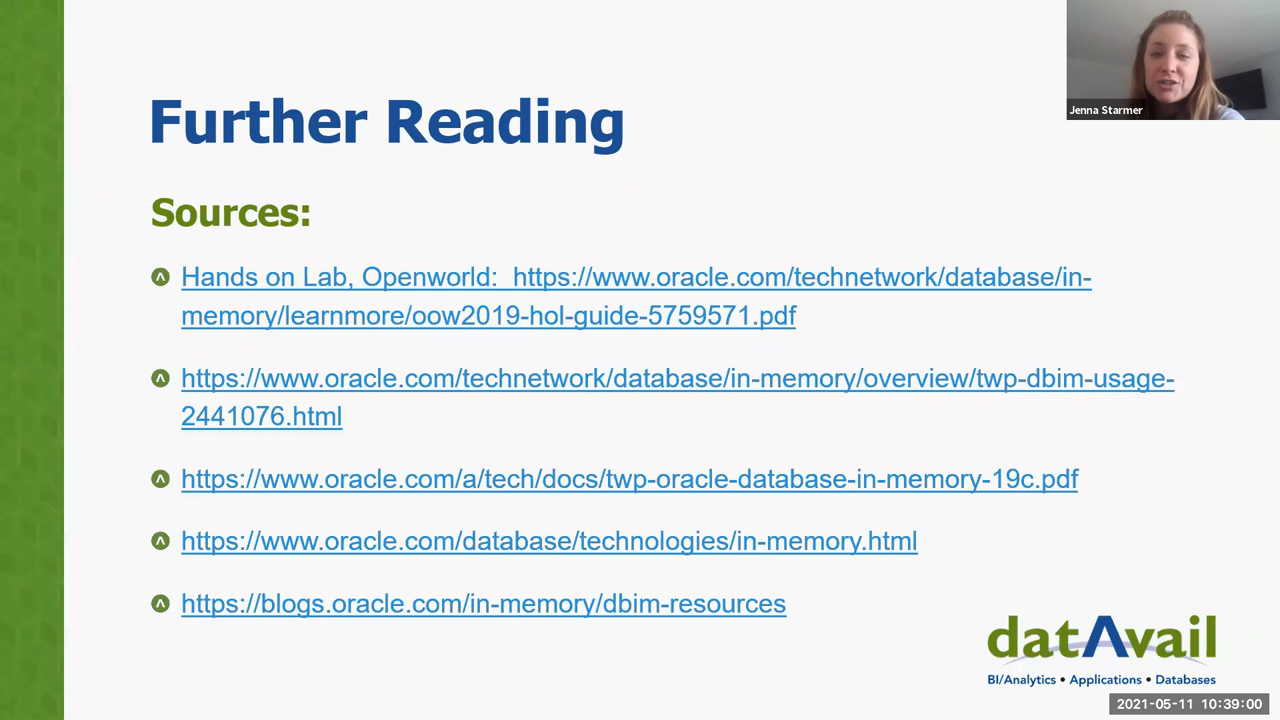 Jenna Starmer
Further Reading
Sources:
Hands on Lab, Openworld:  https://www.oracle.com/technetwork/database/in-
memory/learnmore/oow2019-hol-guide-5759571.pdf
https://www.oracle.com/technetwork/database/in-memory/overview/twp-dbim-usage-
2441076.html
https://www.oracle.com/a/tech/docs/twp-oracle-database-in-memory-19c.pdf
https://www.oracle.com/database/technologies/in-memory.html
https://blogs.oracle.com/in-memory/dbim-resources
datAvail
BI/Analytics • Applications • Databases
2021-05-11 10:39:00